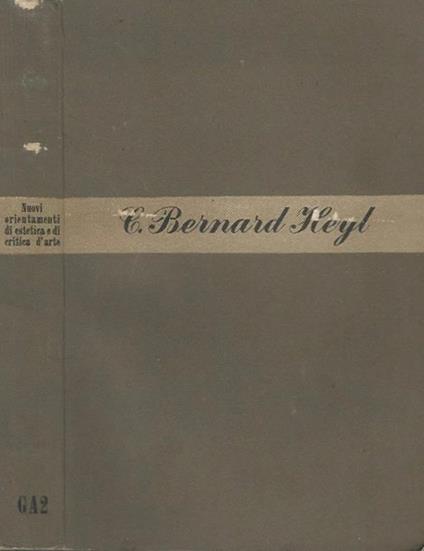 Nuovi
orientamenti
di estetica e di
critica d'arte
E. Bernard Heyl
GA2